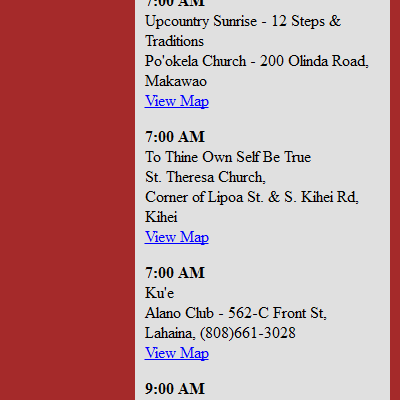 7:00 AM
Upcountry Sunrise - 12 Steps &
Traditions
Po'okela Church - 200 Olinda Road,
Makawao
View Map
7:00 AM
To Thine Own Self Be True
St. Theresa Church,
Corner of Lipoa St. & S. Kihei Rd,
Kihei
View Map
7:00 AM
Ku'e
Alano Club - 562-C Front St,
Lahaina, (808)661-3028
View Map
9:00 AM